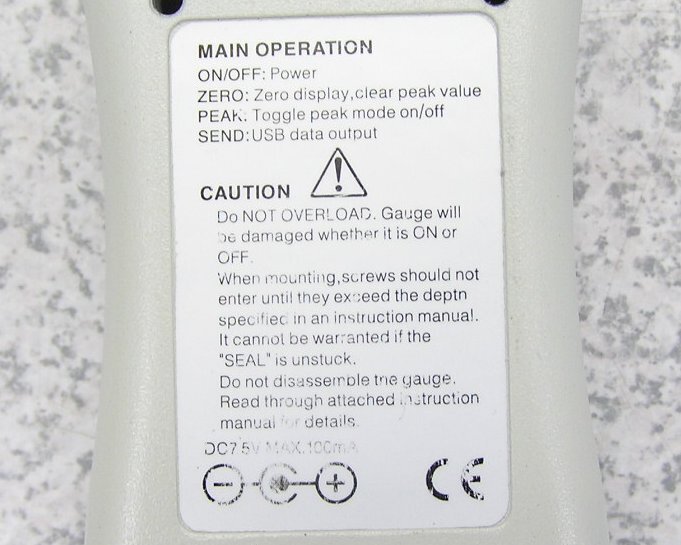 MAIN OPERATION
ON/OFF: Power
ZERO: Zero display,clear peak value
PEAK: Toggle peak mode on/off
SEND:USB data output
CAUTION
Do NOT OVERLOAD. Gauge will
be damaged whether it is ON or
OFF.
When mounting,screws should not
enter until they exceed the depth
specified in an instruction manual.
It cannot be warranted if the
"SEAL" is unstuck.
Do not disassemble the gauge.
Read through attached instruction
manual for details.
DC7.5V MAX.100mA
CE